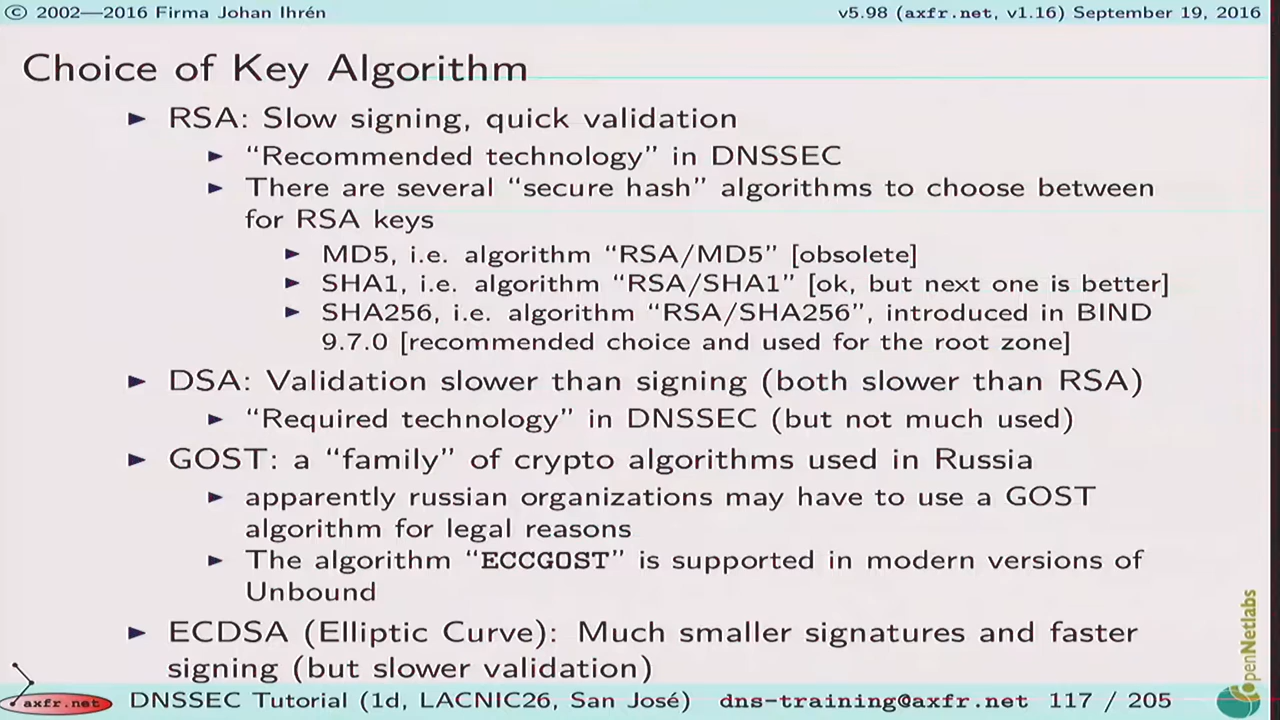 © 2002—2016 Firma Johan Ihrén
v5.98 (axfr.net, v1.16) September 19, 2016
Choice of Key Algorithm
► RSA: Slow signing, quick validation
► “Recommended technology” in DNSSEC
► There are several “secure hash” algorithms to choose between
for RSA keys
► MD5, i.e. algorithm “RSA/MD5” [obsolete]
► SHA1, i.e. algorithm “RSA/SHA1” [ok, but next one is better]
► SHA256, i.e. algorithm “RSA/SHA256”, introduced in BIND
9.7.0 [recommended choice and used for the root zone]
► DSA: Validation slower than signing (both slower than RSA)
► “Required technology” in DNSSEC (but not much used)
► GOST: a “family” of crypto algorithms used in Russia
► apparently russian organizations may have to use a GOST
algorithm for legal reasons
► The algorithm “ECCGOST” is supported in modern versions of
Unbound
► ECDSA (Elliptic Curve): Much smaller signatures and faster
signing (but slower validation)
openNetlabs
axfr.net
DNSSEC Tutorial (1d, LACNIC26, San José) dns-training@axfr.net 117 / 205